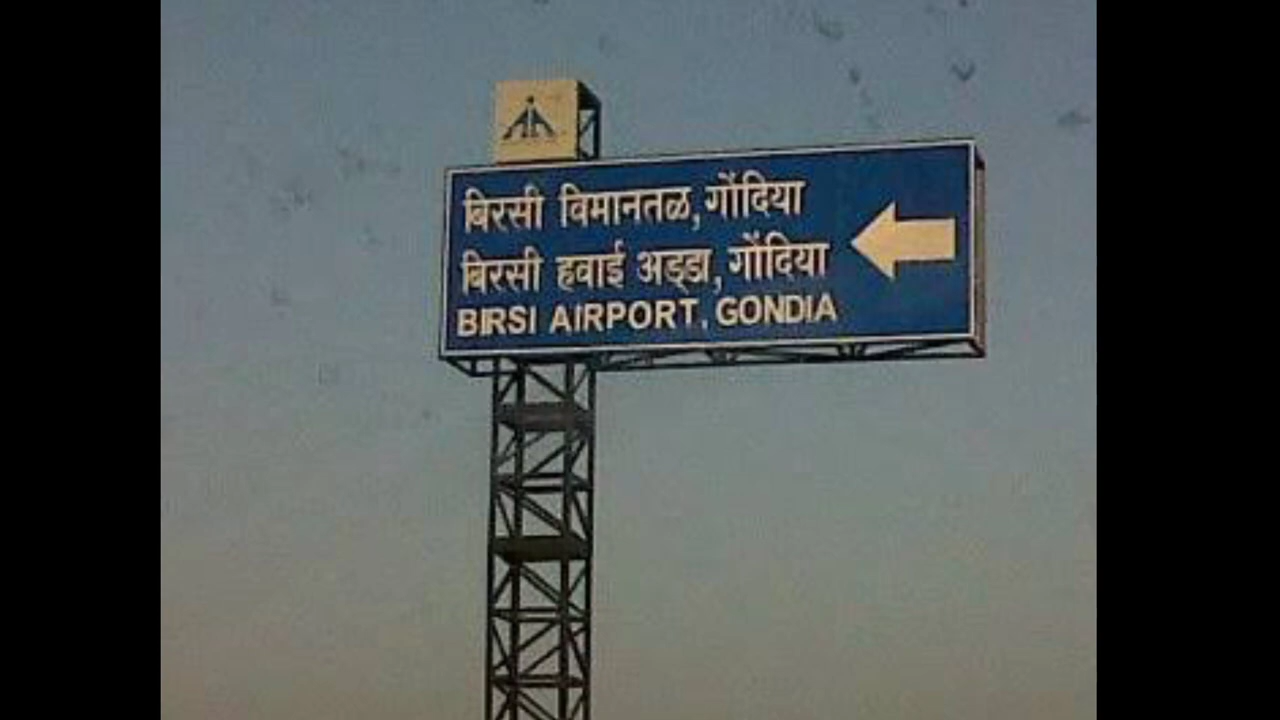 बिरसी विमानतळ, गोंदिया
बिरसी हवाई अड्डा, गोंदिया
BIRSI AIRPORT, GONDIA